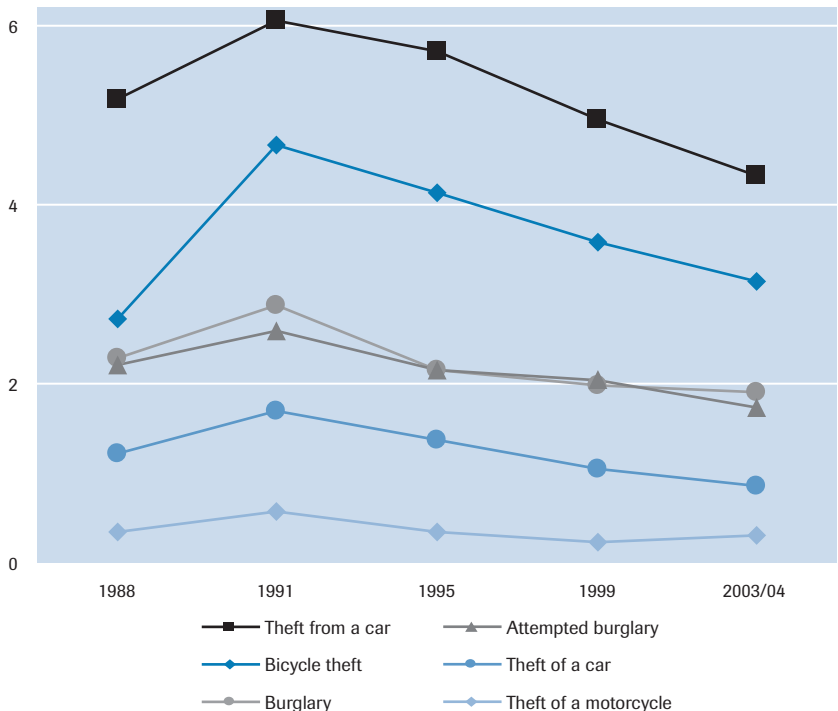 6
4
2
0
1988 1991 1995 1999 2003/04
Theft from a car Attempted burglary
Bicycle theft Theft of a car
Burglary Theft of a motorcycle